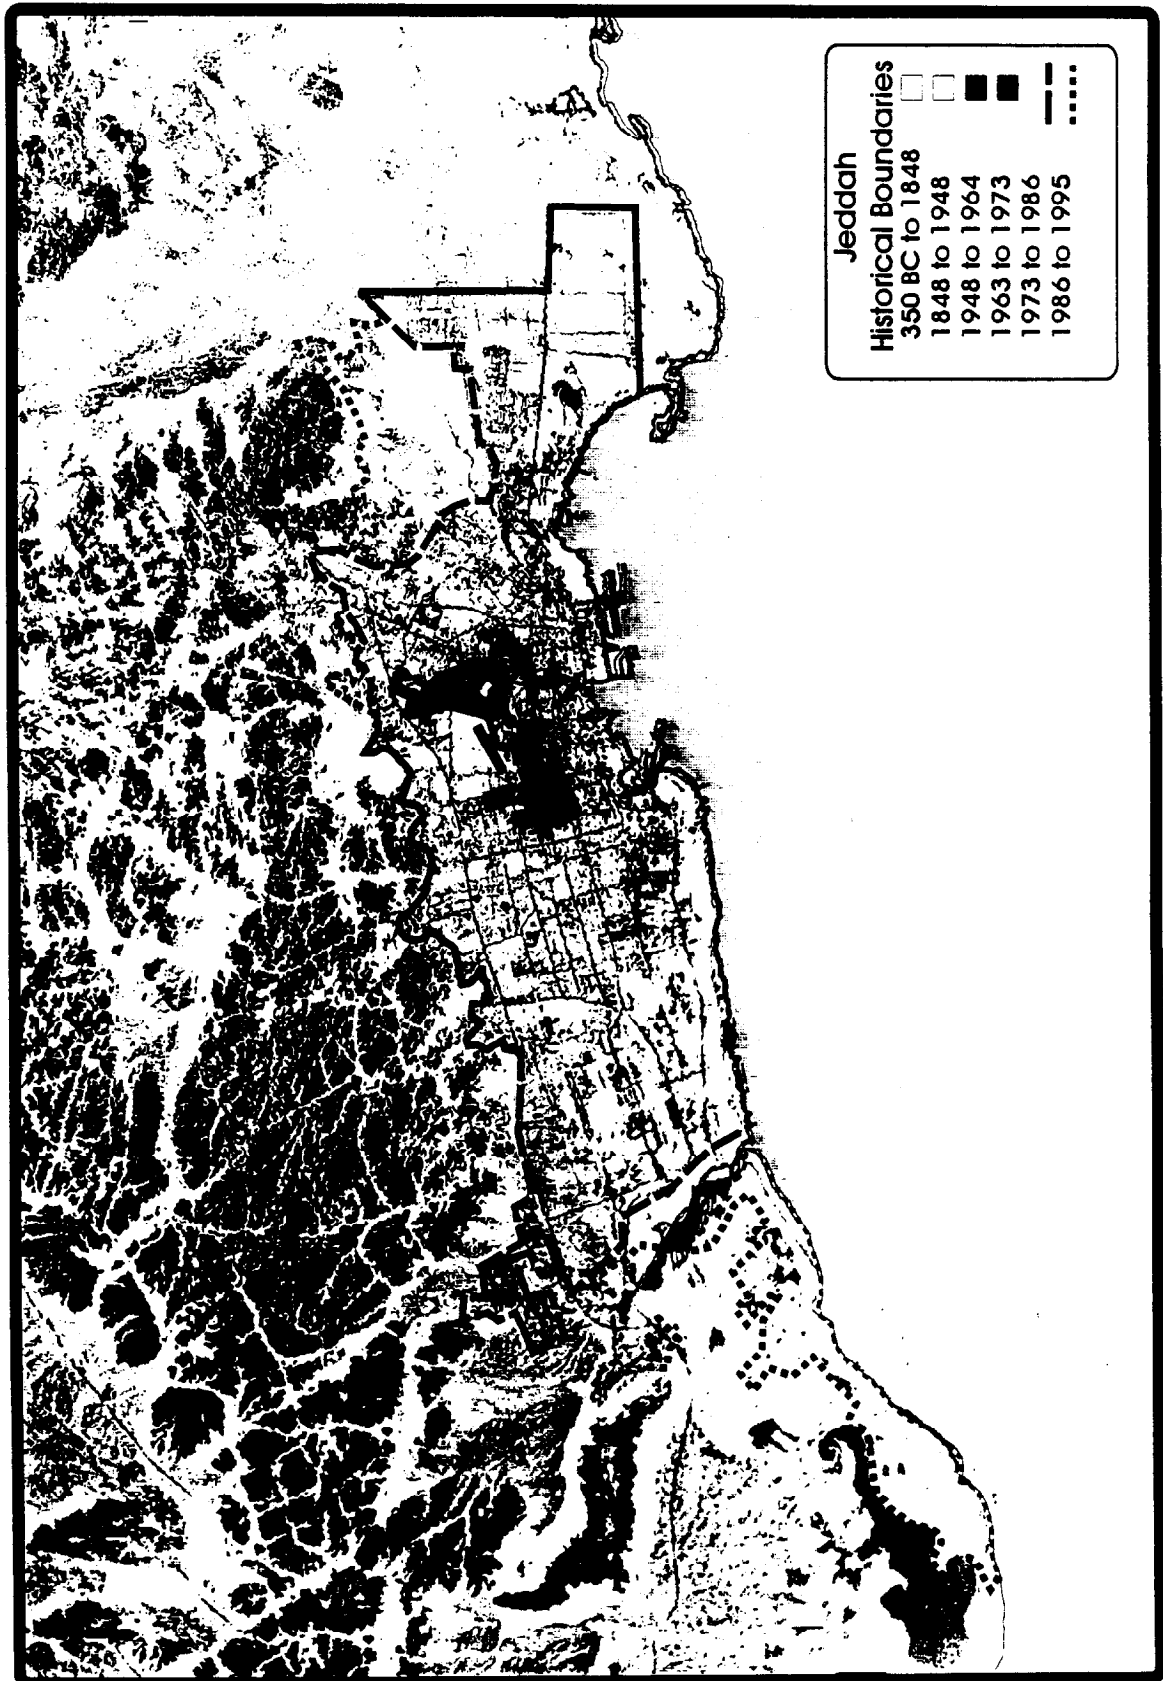 Jeddah
Historical Boundaries
350 BC to 1848
1848 to 1948
1948 to 1964
1963 to 1973
1973 to 1986
1986 to 1995